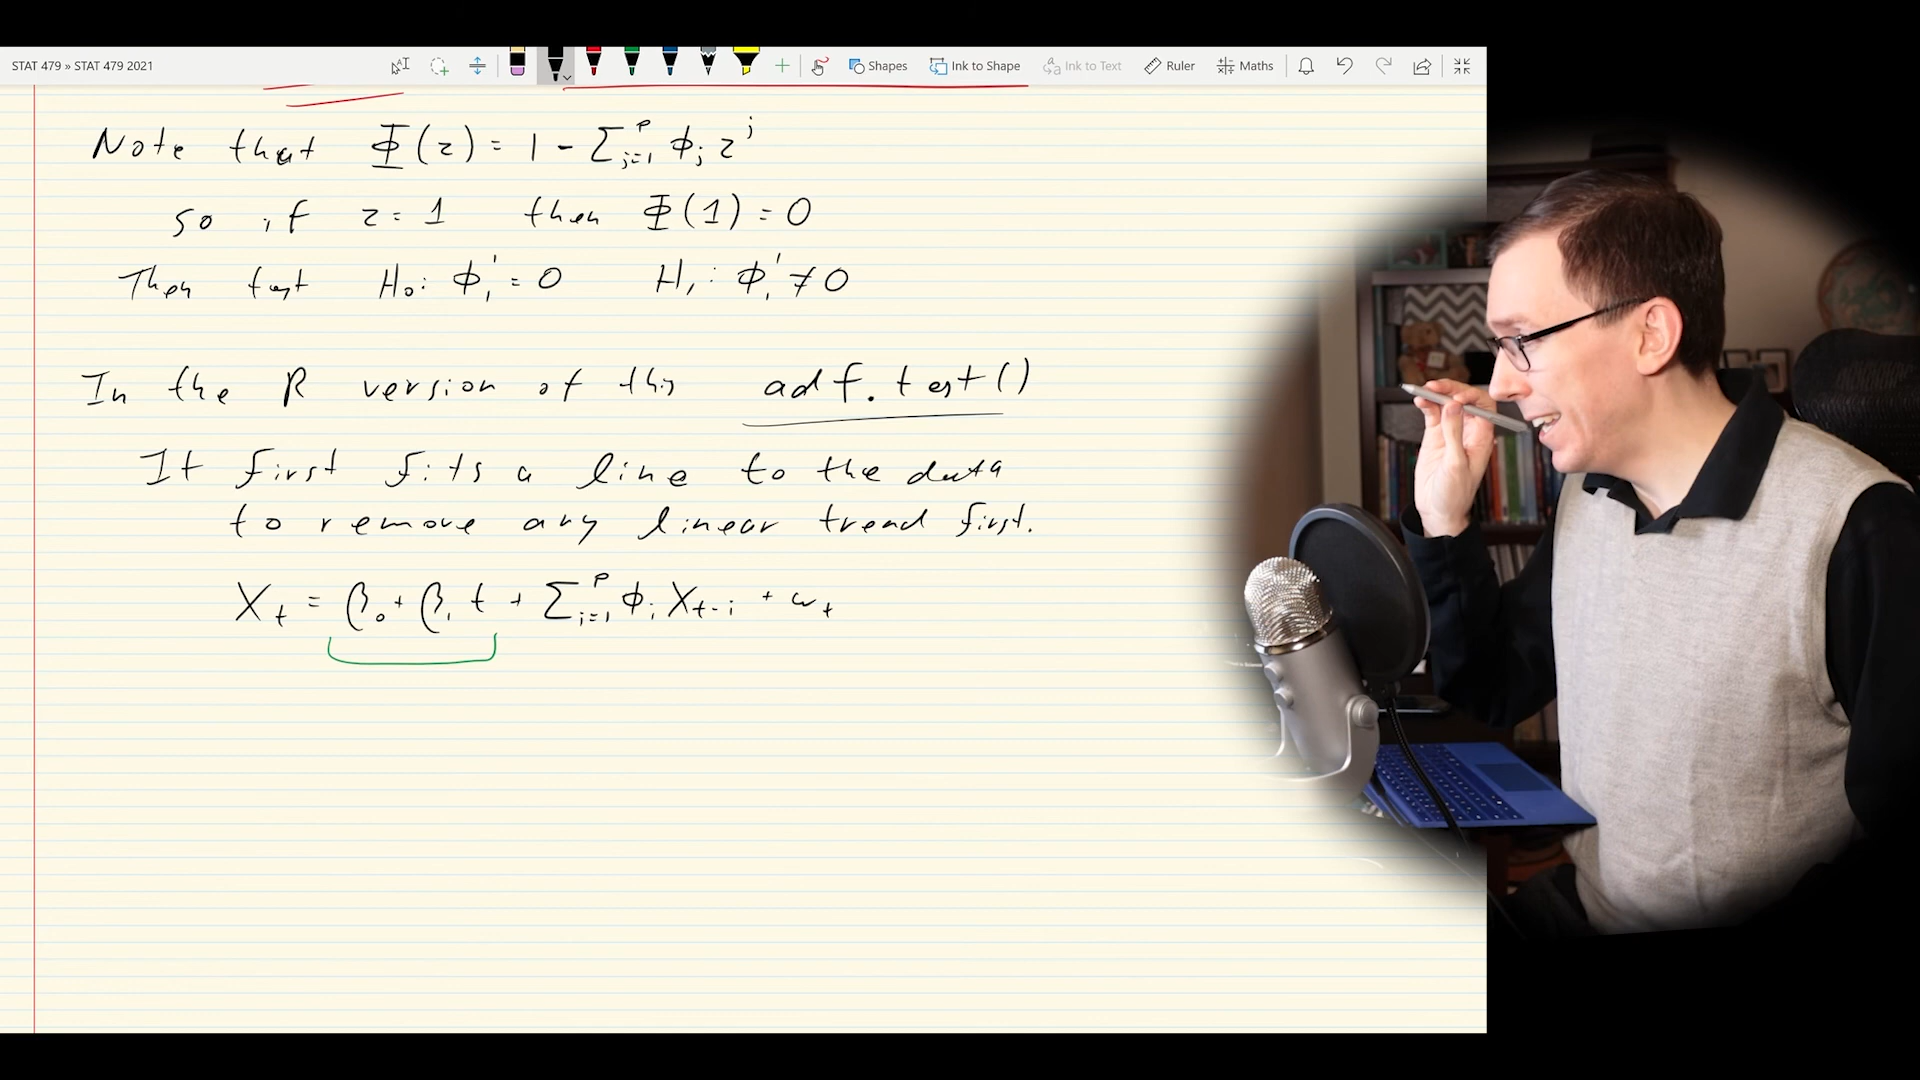 STAT 479 » STAT 479 2021 Shapes Ink to Shape Ink to Text Ruler Maths
Note that Φ(z) = 1 - Σ_{j=1}^p ϕ_j z^j
so if z = 1 then Φ(1) = 0
Then test H₀: ϕ₁' = 0 H₁: ϕ₁' ≠ 0
In the R version of this adf.test()
It first fits a line to the data
to remove any linear trend first.
X_t = β₀ + β₁ t + Σ_{i=1}^p ϕ_i X_{t-i} + w_t